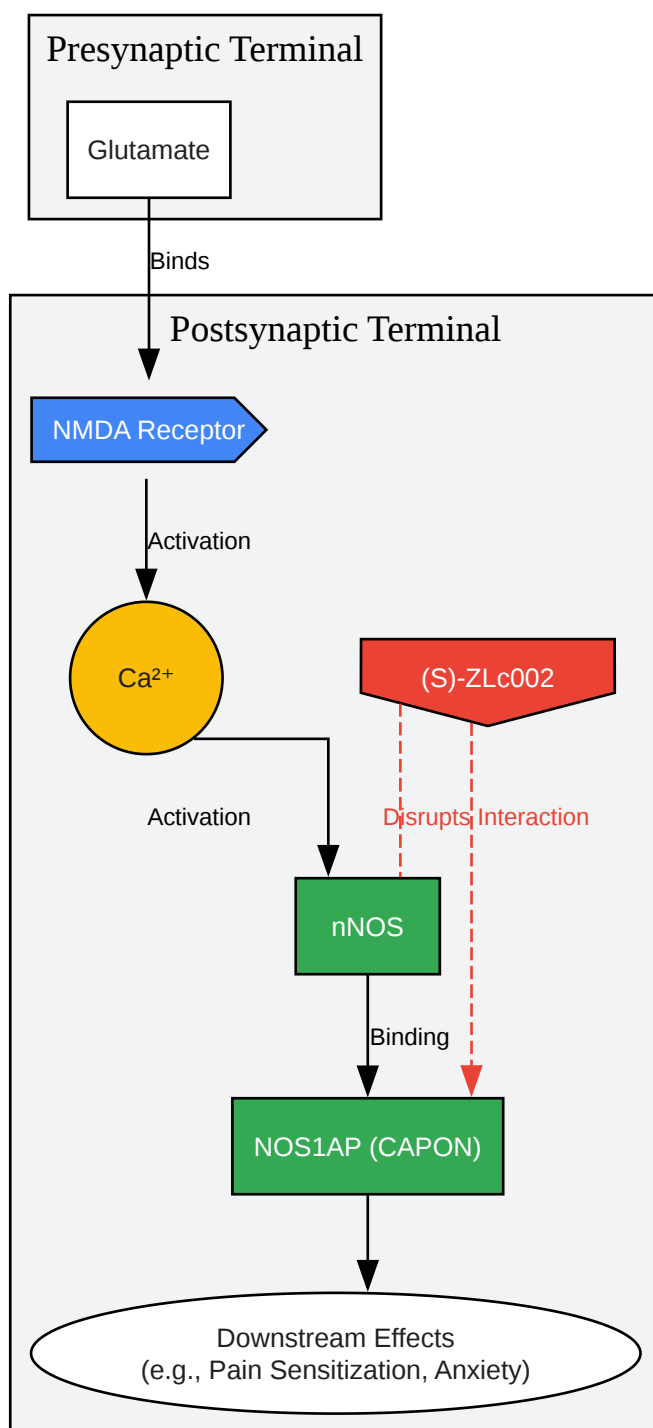 Presynaptic Terminal
Glutamate
Binds
Postsynaptic Terminal
NMDA Receptor
Activation
Ca²⁺
(S)-ZLc002
Activation
Disrupts Interaction
nNOS
Binding
NOS1AP (CAPON)
Downstream Effects
(e.g., Pain Sensitization, Anxiety)